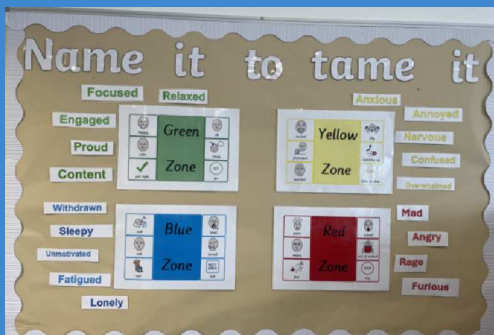 Name it to tame it
Focused
Relaxed
Engaged
Proud
Content
Green
Zone
Anxious
Annoyed
Nervous
Confused
Overwhelmed
Yellow
Zone
Withdrawn
Sleepy
Unmotivated
Fatigued
Lonely
Blue
Zone
Mad
Angry
Rage
Furious
Red
Zone